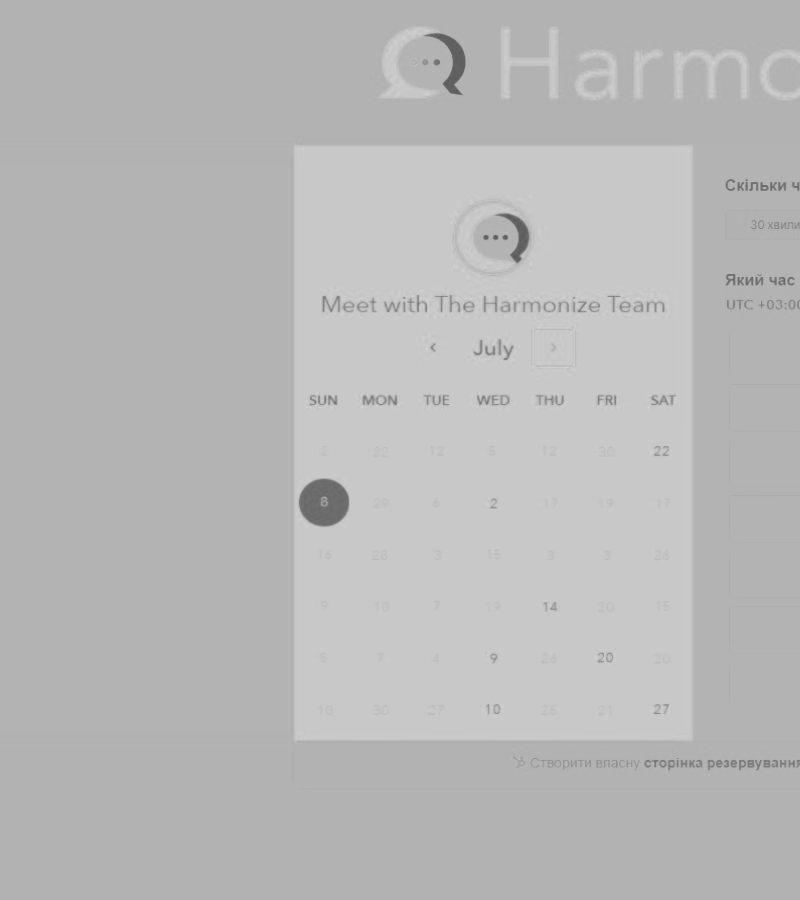 Harmo
Скільки ч
30 хвили
Який час
UTC +03:00
Meet with The Harmonize Team
July
SUN MON TUE WED THU FRI SAT
2 22 12 5 12 30 22
8 29 6 2 17 19 17
16 28 3 15 3 3 26
9 10 7 19 14 20 15
6 7 4 9 26 20 20
18 30 27 10 25 21 27
Створити власну сторінка резервування